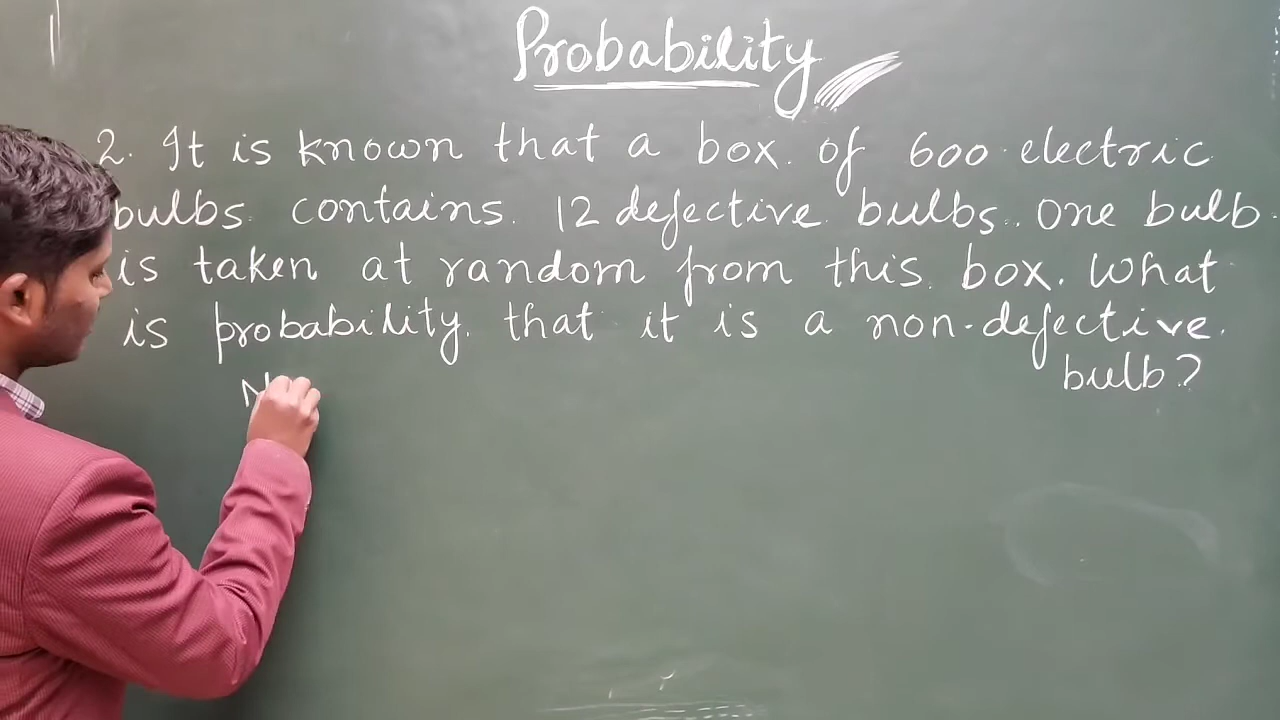 Probability
2. It is known that a box of 600 electric
bulbs contains 12 defective bulbs. One bulb
is taken at random from this box. What
is probability that it is a non-defective
bulb?
N